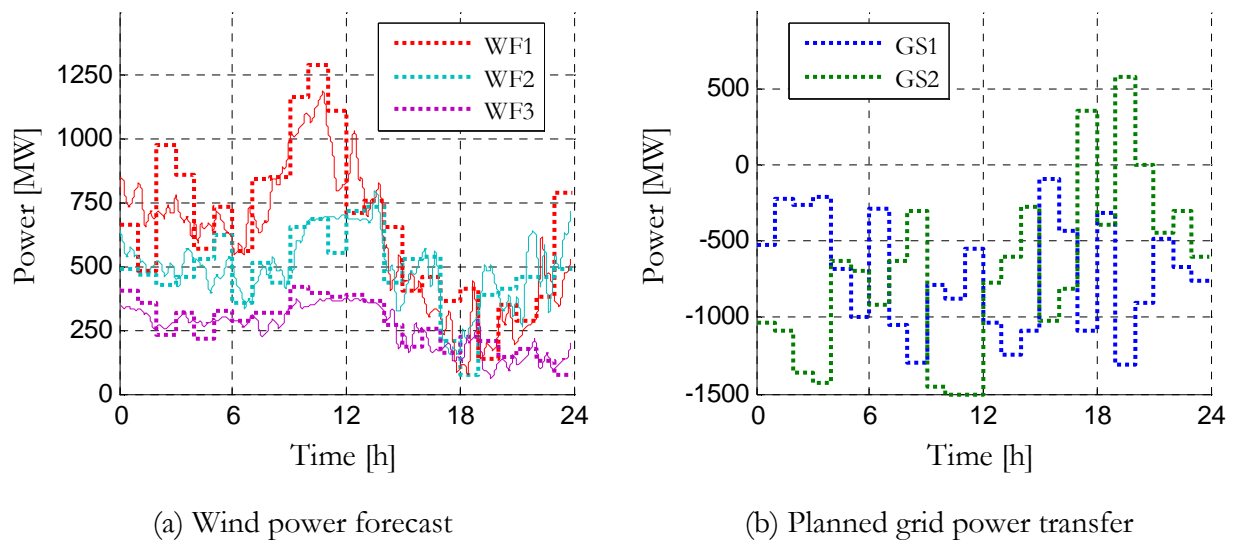 WF1
WF2
WF3
1250
1000
750
500
250
0
0
6
12
18
24
Power [MW]
Time [h]
(a) Wind power forecast
GS1
GS2
500
0
-500
-1000
-1500
0
6
12
18
24
Power [MW]
Time [h]
(b) Planned grid power transfer